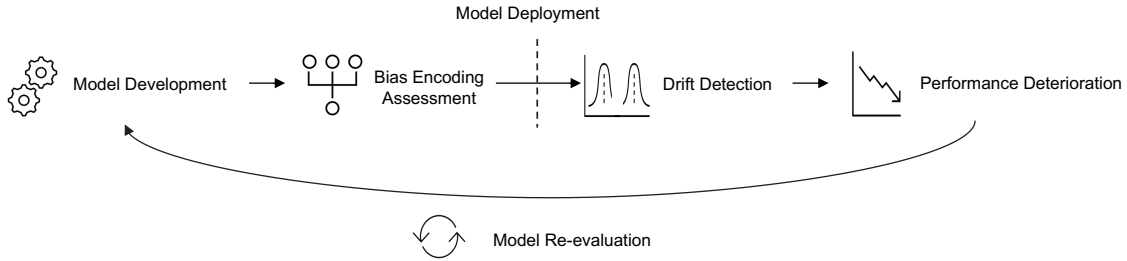 Model Deployment
Model Development
Bias Encoding
Assessment
Drift Detection
Performance Deterioration
Model Re-evaluation